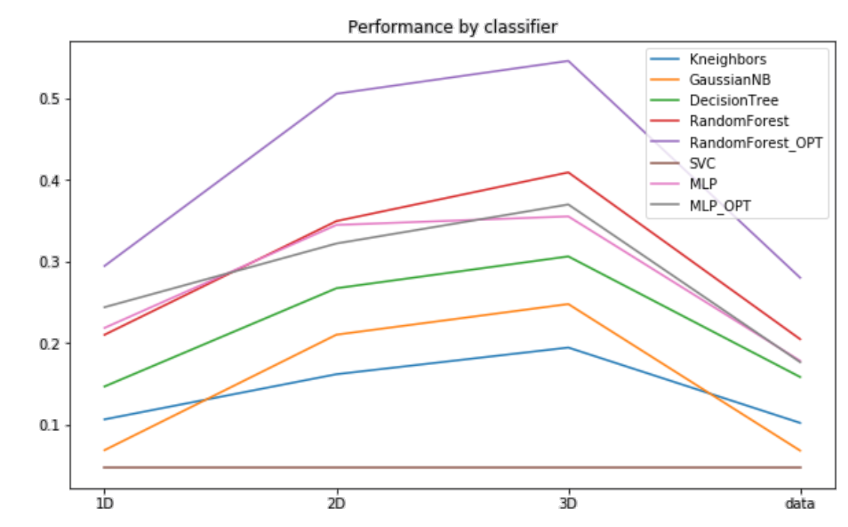 Performance by classifier
Kneighbors
GaussianNB
DecisionTree
RandomForest
RandomForest_OPT
SVC
MLP
MLP_OPT
0.5
0.4
0.3
0.2
0.1
1D 2D 3D data